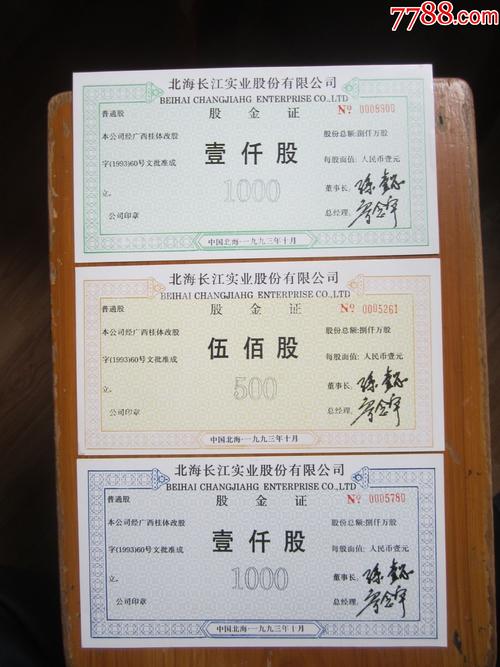 7788.com
北海长江实业股份有限公司
BEIHAI CHANGJIAHG ENTERPRISE CO.,LTD
普通股
股金证
№ 0008900
本公司经广西桂体改股
股份总额:捌仟万股
字(1993)60号文批准成
壹仟股
每股面值: 人民币壹元
立。
1000
董事长:
公司印章
总经理:
中国北海·一九九三年十月
北海长江实业股份有限公司
BEIHAI CHANGJIAHG ENTERPRISE CO.,LTD
普通股
股金证
№ 0005261
本公司经广西桂体改股
股份总额:捌仟万股
字(1993)60号文批准成
伍佰股
每股面值: 人民币壹元
立。
500
董事长:
公司印章
总经理:
中国北海·一九九三年十月
北海长江实业股份有限公司
BEIHAI CHANGJIAHG ENTERPRISE CO.,LTD
普通股
股金证
№ 0005780
本公司经广西桂体改股
股份总额:捌仟万股
字(1993)60号文批准成
壹仟股
每股面值: 人民币壹元
立。
1000
董事长:
公司印章
总经理:
中国北海·一九九三年十月